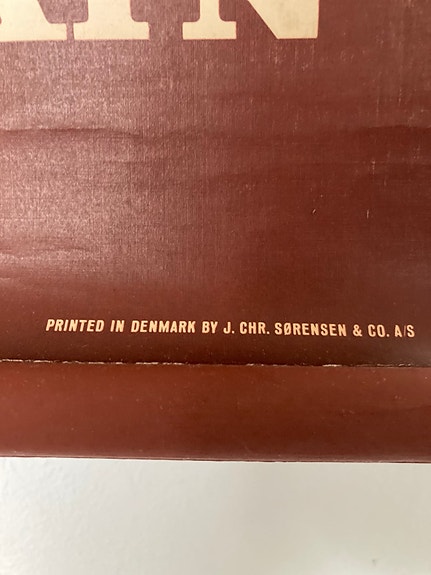 PRINTED IN DENMARK BY J. CHR. SØRENSEN & CO. A/S